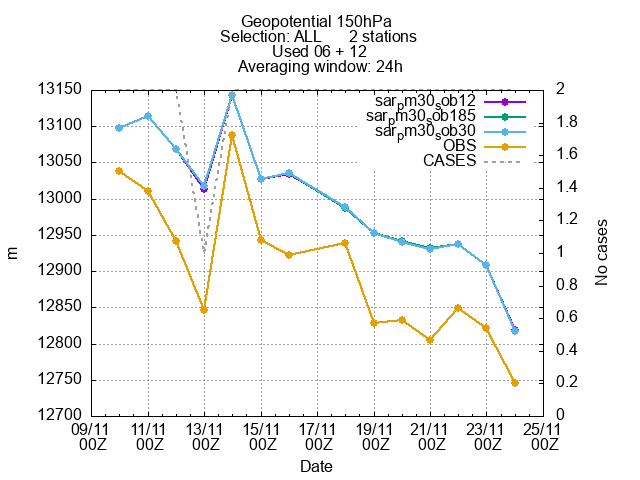 Geopotential 150hPa
Selection: ALL 2 stations
Used 06 + 12
Averaging window: 24h
sarpm30sob12
sarpm30sob185
sarpm30sob30
OBS
CASES
13150
13100
13050
13000
12950
12900
12850
12800
12750
12700
m
2
1.8
1.6
1.4
1.2
1
0.8
0.6
0.4
0.2
0
No cases
09/11 11/11 13/11 15/11 17/11 19/11 21/11 23/11 25/11
00Z 00Z 00Z 00Z 00Z 00Z 00Z 00Z 00Z
Date